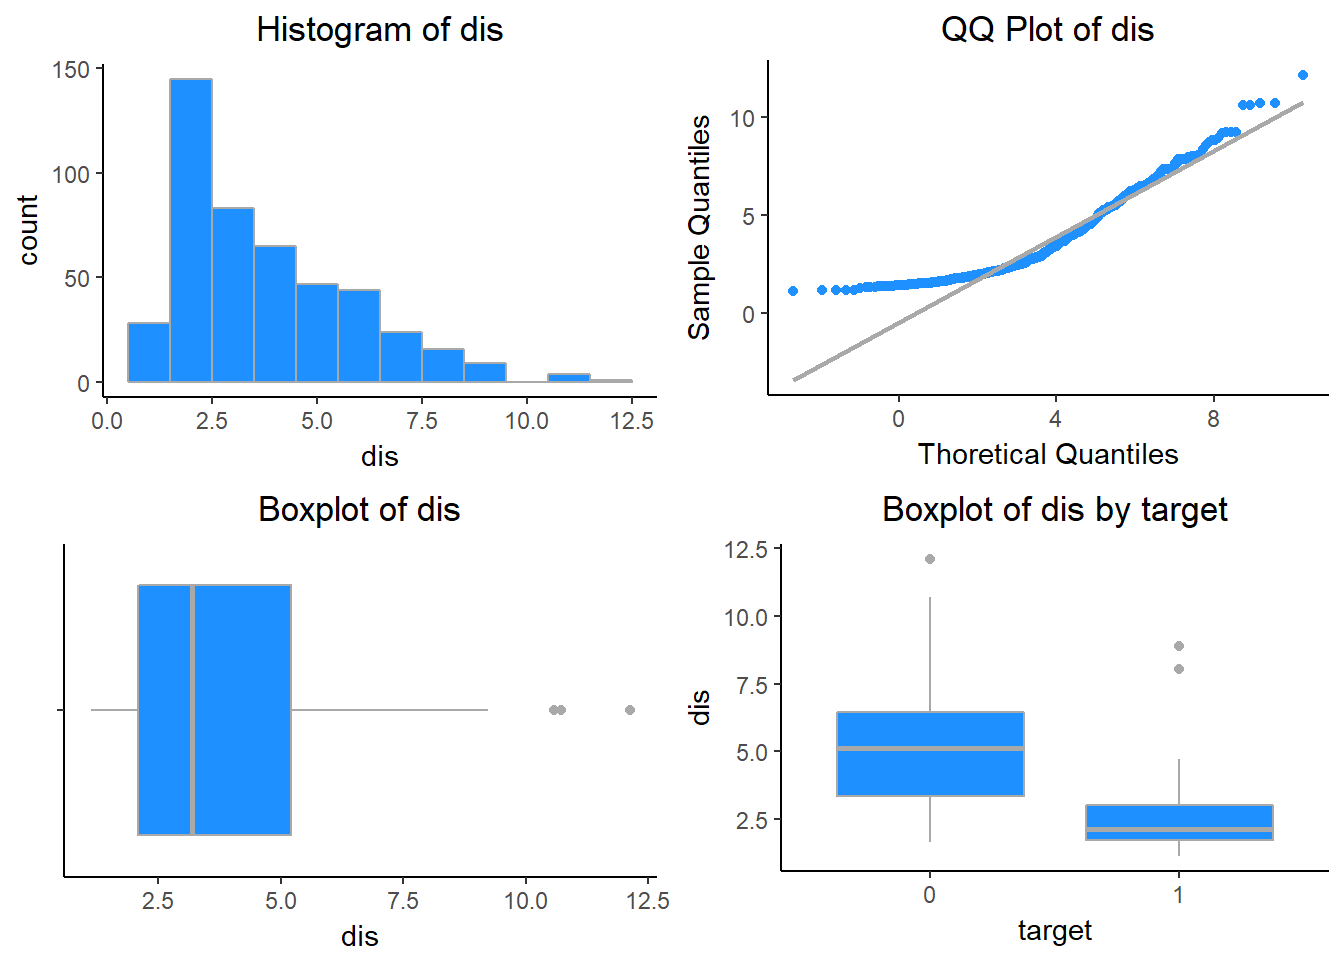 Histogram of dis
150
100
50
0
count
0.0 2.5 5.0 7.5 10.0 12.5
dis
QQ Plot of dis
10
5
0
Sample Quantiles
0 4 8
Thoretical Quantiles
Boxplot of dis
2.5 5.0 7.5 10.0 12.5
dis
Boxplot of dis by target
12.5
10.0
7.5
5.0
2.5
dis
0 1
target